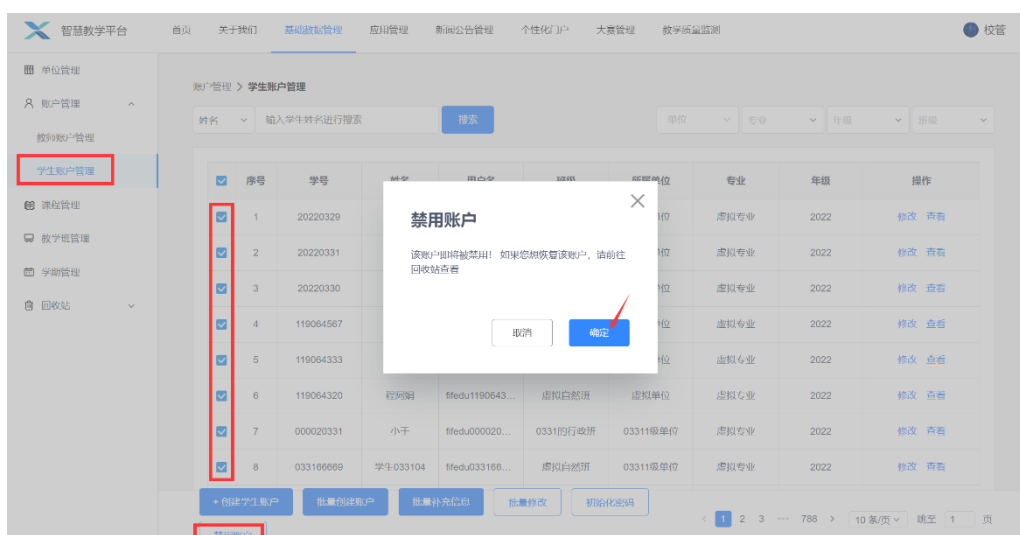 智慧教学平台 首页 关于我们 基础数据管理 应用管理 新闻公告管理 个性化门户 大赛管理 教学质量监测 校管
单位管理
账户管理
教师账户管理
学生账户管理
课程管理
教学班管理
学期管理
回收站
账户管理 > 学生账户管理
姓名 输入学生姓名进行搜索 搜索 单位 专业 年级 班级
序号 学号 姓名 用户名 班级 所属单位 专业 年级 操作
1 20220329 虚拟专业 2022 修改 查看
2 20220331 虚拟专业 2022 修改 查看
3 20220330 虚拟专业 2022 修改 查看
4 119064567 虚拟专业 2022 修改 查看
5 119064333 虚拟专业 2022 修改 查看
6 119064320 程阿娟 fifedu1190643... 虚拟自然班 虚拟单位 虚拟专业 2022 修改 查看
7 000020331 小干 fifedu000020... 0331的行政班 03311级单位 虚拟专业 2022 修改 查看
8 033166669 学生033104 fifedu033166... 虚拟自然班 03311级单位 虚拟专业 2022 修改 查看
禁用账户
该账户即将被禁用！如果您想恢复该账户，请前往
回收站查看
取消 确定
+ 创建学生账户 批量创建账户 批量补充信息 批量修改 初始化密码
禁用账户
< 1 2 3 ··· 788 > 10 条/页 跳至 1 页